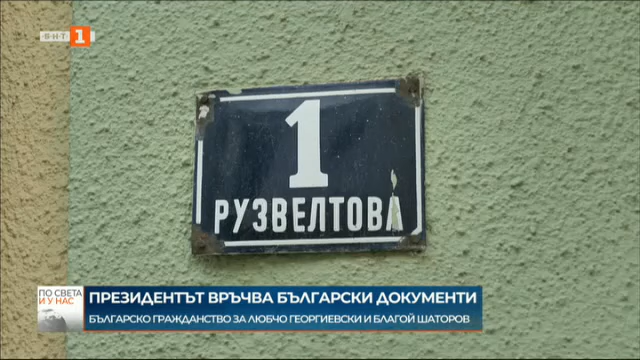 БНТ 1
1
РУЗВЕЛТОВА
ПО СВЕТА
И У НАС
ПРЕЗИДЕНТЪТ ВРЪЧВА БЪЛГАРСКИ ДОКУМЕНТИ
БЪЛГАРСКО ГРАЖДАНСТВО ЗА ЛЮБЧО ГЕОРГИЕВСКИ И БЛАГОЙ ШАТОРОВ